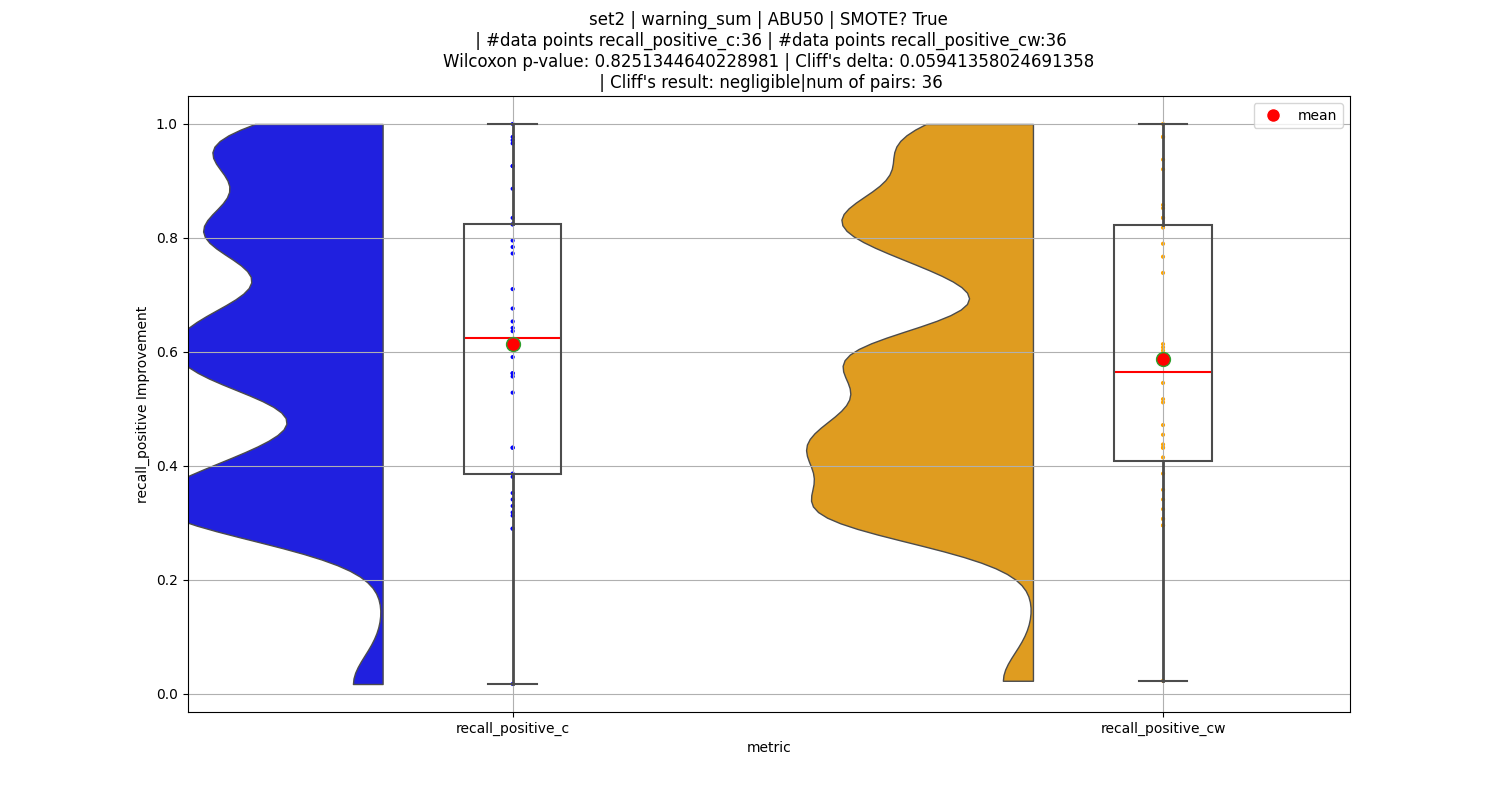 set2 | warning_sum | ABU50 | SMOTE? True
| #data points recall_positive_c:36 | #data points recall_positive_cw:36
Wilcoxon p-value: 0.8251344640228981 | Cliff's delta: 0.05941358024691358
| Cliff's result: negligible|num of pairs: 36
mean
1.0
0.8
0.6
0.4
0.2
0.0
recall_positive Improvement
recall_positive_c
recall_positive_cw
metric